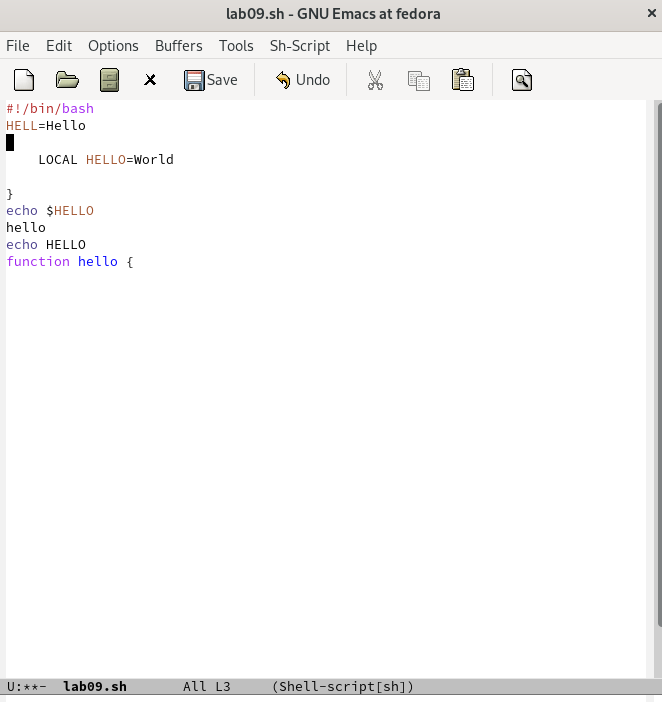 lab09.sh - GNU Emacs at fedora
File Edit Options Buffers Tools Sh-Script Help
Save Undo
#!/bin/bash
HELL=Hello
LOCAL HELLO=World
}
echo $HELLO
hello
echo HELLO
function hello {
U:**- lab09.sh All L3 (Shell-script[sh])